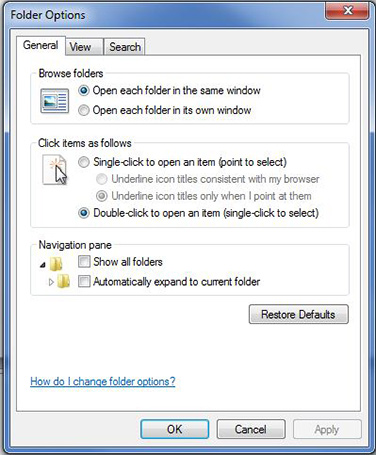 Folder Options
General View Search
Browse folders
Open each folder in the same window
Open each folder in its own window
Click items as follows
Single-click to open an item (point to select)
Underline icon titles consistent with my browser
Underline icon titles only when I point at them
Double-click to open an item (single-click to select)
Navigation pane
Show all folders
Automatically expand to current folder
Restore Defaults
How do I change folder options?
OK Cancel Apply